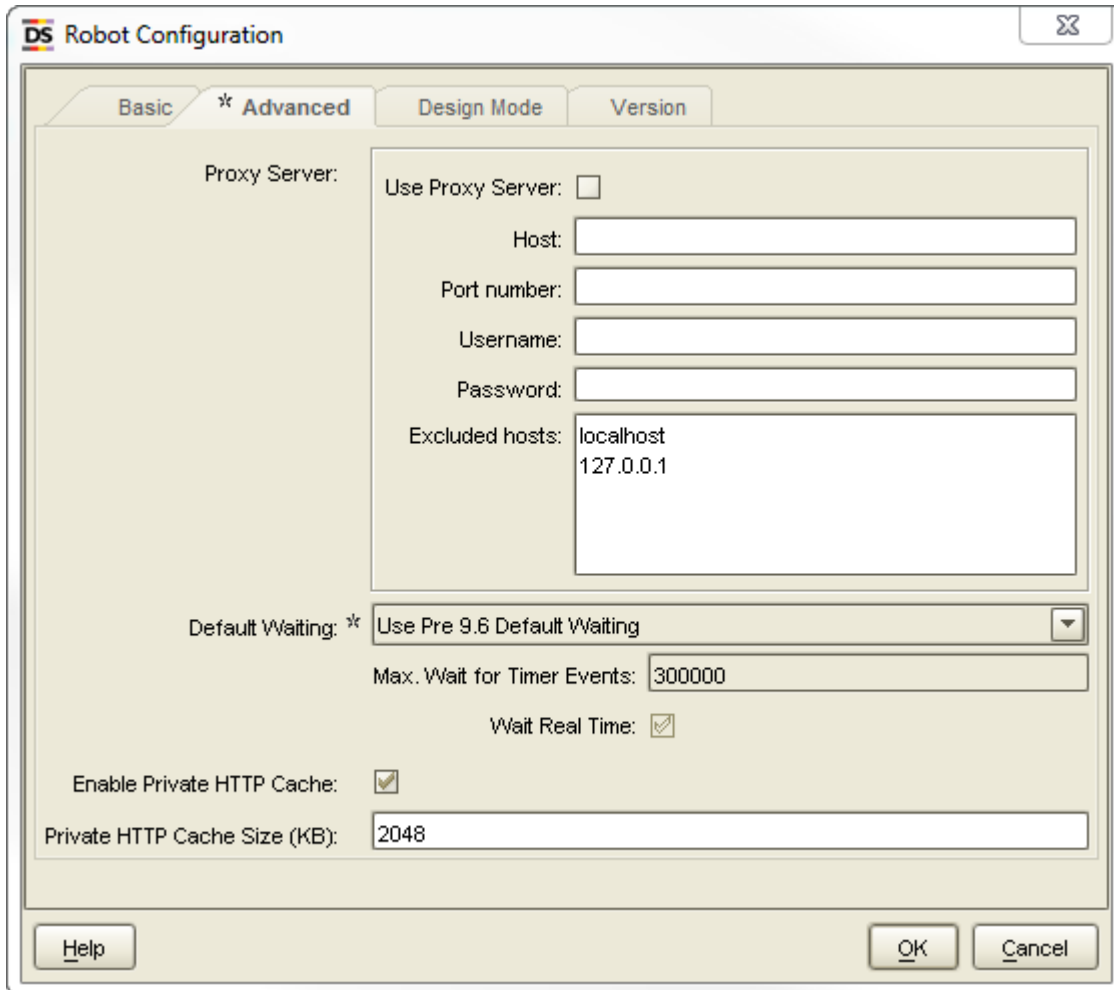 DS Robot Configuration
Basic * Advanced Design Mode Version
Proxy Server:
Use Proxy Server:
Host:
Port number:
Username:
Password:
Excluded hosts: localhost
127.0.0.1
Default Waiting: * Use Pre 9.6 Default Waiting
Max. Wait for Timer Events: 300000
Wait Real Time:
Enable Private HTTP Cache:
Private HTTP Cache Size (KB): 2048
Help OK Cancel